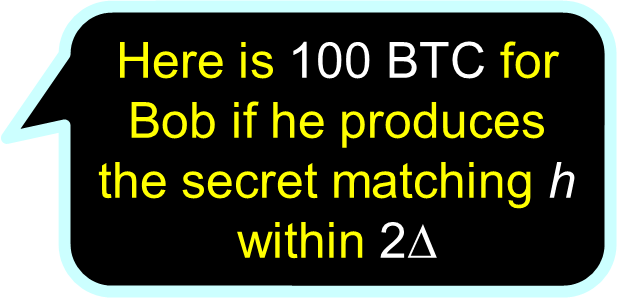 Here is 100 BTC for
Bob if he produces
the secret matching h
within 2Δ